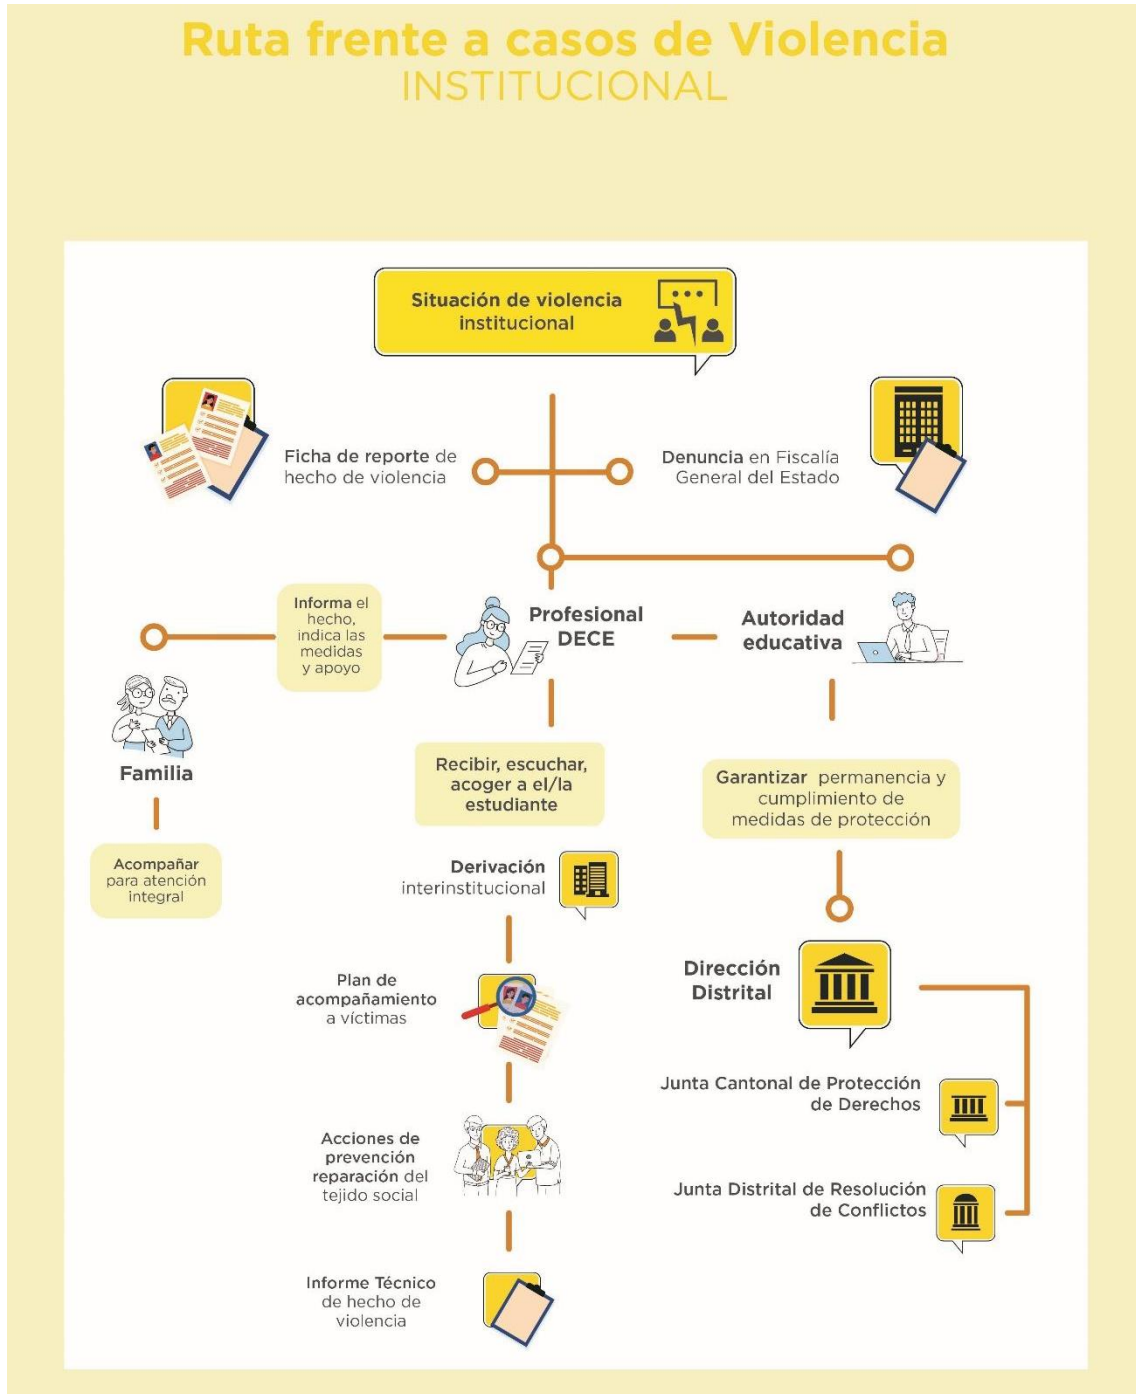 Ruta frente a casos de Violencia
INSTITUCIONAL
Situación de violencia
institucional
Ficha de reporte de
hecho de violencia
Denuncia en Fiscalía
General del Estado
Informa el
hecho,
indica las
medidas
y apoyo
Profesional
DECE
Autoridad
educativa
Familia
Recibir, escuchar,
acoger a el/la
estudiante
Garantizar permanencia y
cumplimiento de
medidas de protección
Acompañar
para atención
integral
Derivación
interinstitucional
Plan de
acompañamiento
a víctimas
Dirección
Distrital
Junta Cantonal de Protección
de Derechos
Acciones de
prevención
reparación del
tejido social
Junta Distrital de Resolución
de Conflictos
Informe Técnico
de hecho de
violencia